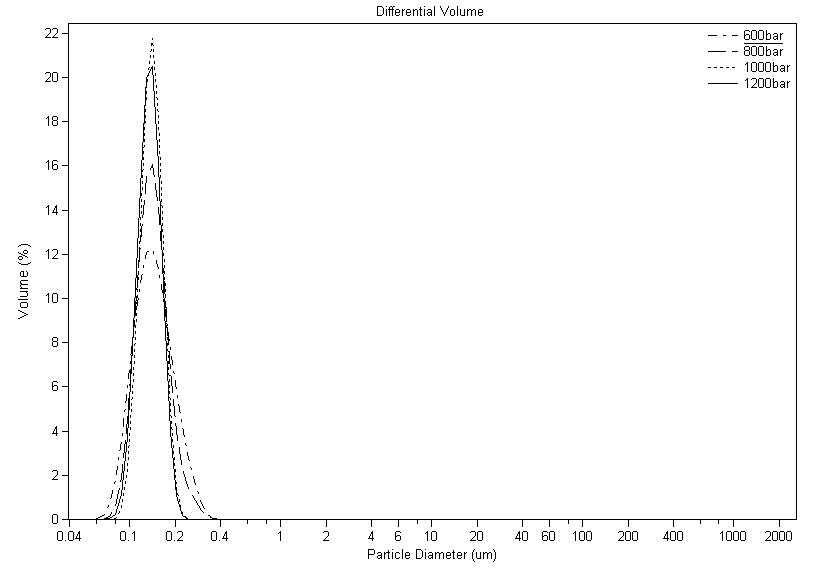 Differential Volume
600bar
800bar
1000bar
1200bar
Volume (%)
22
20
18
16
14
12
10
8
6
4
2
0
0.04 0.1 0.2 0.4 1 2 4 6 10 20 40 60 100 200 400 1000 2000
Particle Diameter (um)